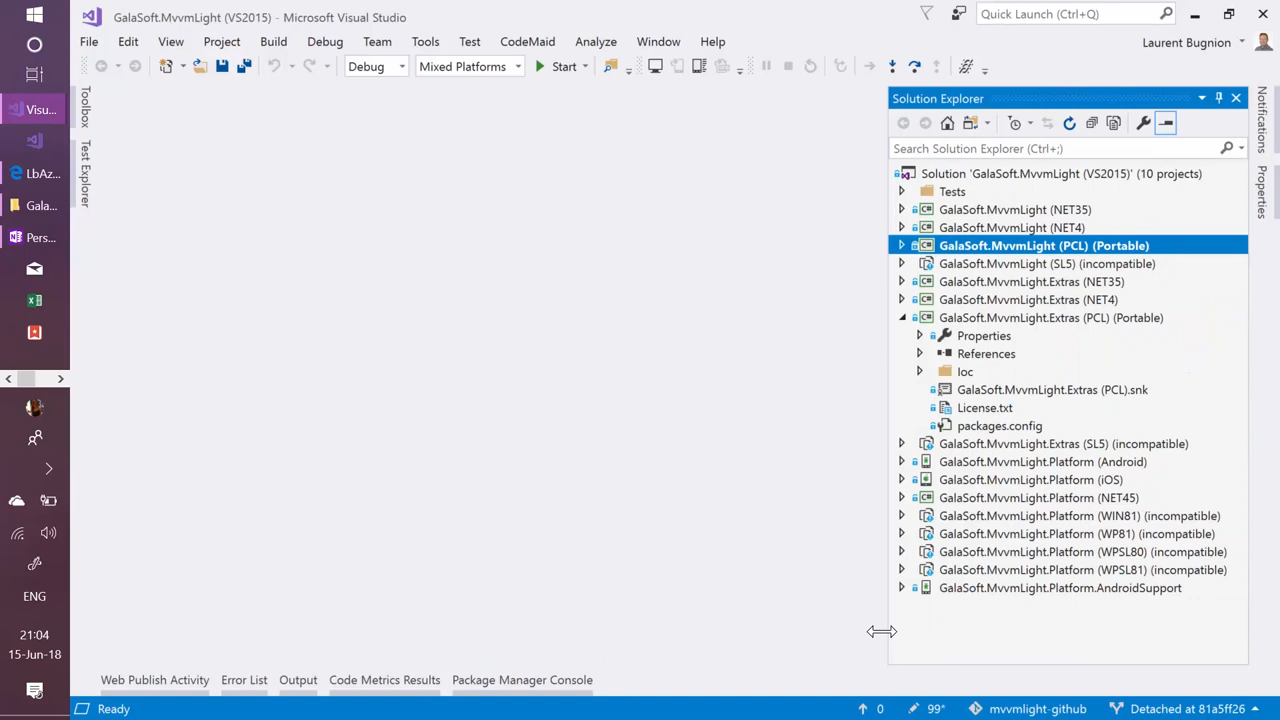 GalaSoft.MvvmLight (VS2015) - Microsoft Visual Studio
Quick Launch (Ctrl+Q)
File Edit View Project Build Debug Team Tools Test CodeMaid Analyze Window Help
Laurent Bugnion
Debug Mixed Platforms Start
Visu...
LbAz...
Gala...
Pers...
ENG
21:04
15-Jun-18
Toolbox
Test Explorer
Solution Explorer
Search Solution Explorer (Ctrl+;)
Solution 'GalaSoft.MvvmLight (VS2015)' (10 projects)
Tests
C# GalaSoft.MvvmLight (NET35)
C# GalaSoft.MvvmLight (NET4)
C# GalaSoft.MvvmLight (PCL) (Portable)
GalaSoft.MvvmLight (SL5) (incompatible)
C# GalaSoft.MvvmLight.Extras (NET35)
C# GalaSoft.MvvmLight.Extras (NET4)
C# GalaSoft.MvvmLight.Extras (PCL) (Portable)
Properties
References
Ioc
GalaSoft.MvvmLight.Extras (PCL).snk
License.txt
packages.config
GalaSoft.MvvmLight.Extras (SL5) (incompatible)
GalaSoft.MvvmLight.Platform (Android)
GalaSoft.MvvmLight.Platform (iOS)
C# GalaSoft.MvvmLight.Platform (NET45)
GalaSoft.MvvmLight.Platform (WIN81) (incompatible)
GalaSoft.MvvmLight.Platform (WP81) (incompatible)
GalaSoft.MvvmLight.Platform (WPSL80) (incompatible)
GalaSoft.MvvmLight.Platform (WPSL81) (incompatible)
GalaSoft.MvvmLight.Platform.AndroidSupport
Notifications
Properties
Web Publish Activity Error List Output Code Metrics Results Package Manager Console
Ready 0 99* mvvmlight-github Detached at 81a5ff26